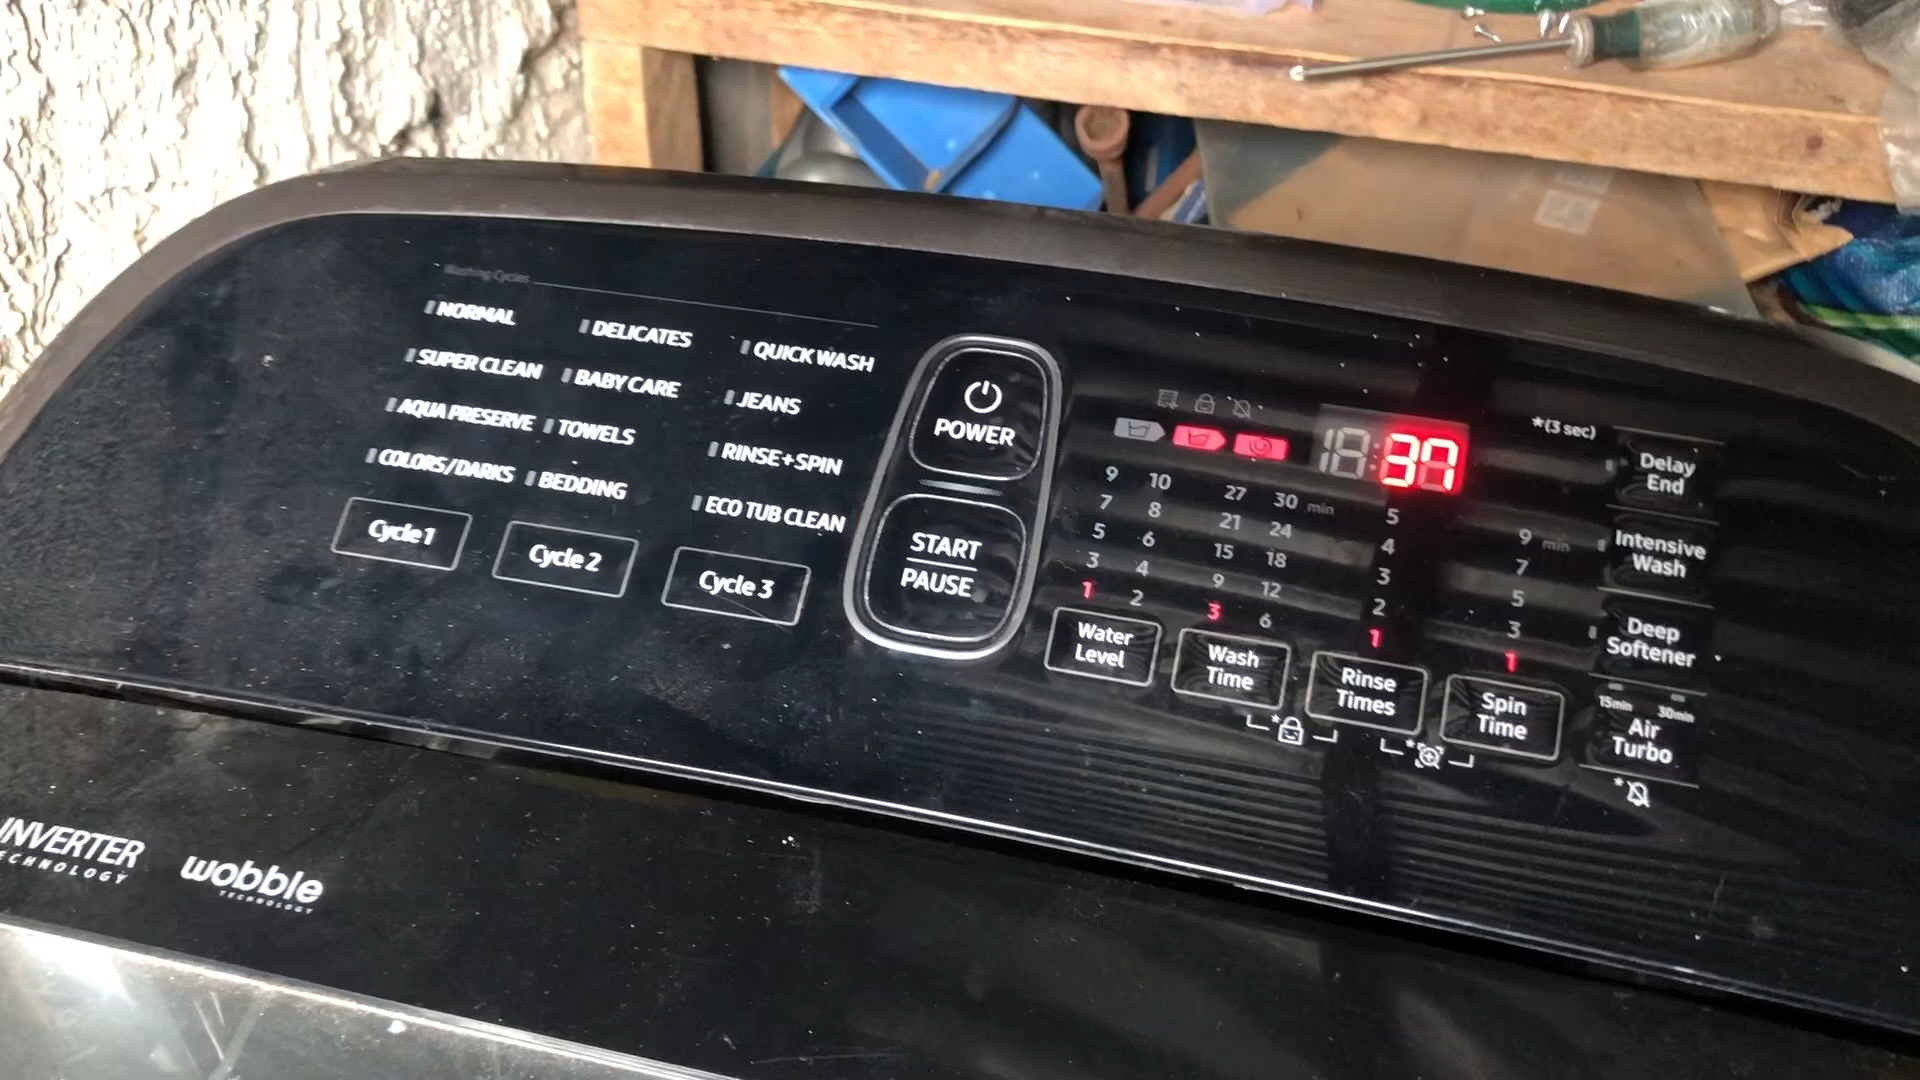 Washing Cycles
NORMAL
DELICATES
QUICK WASH
SUPER CLEAN
BABY CARE
JEANS
AQUA PRESERVE
TOWELS
RINSE+SPIN
COLORS/DARKS
BEDDING
ECO TUB CLEAN
Cycle 1
Cycle 2
Cycle 3
POWER
START
PAUSE
37
9 10
7 8
5 6
3 4
1 2
Water
Level
27 30 min
21 24
15 18
9 12
3 6
Wash
Time
5
4
3
2
1
Rinse
Times
9 min
7
5
3
1
Spin
Time
*(3 sec)
Delay
End
Intensive
Wash
Deep
Softener
15min 30min
Air
Turbo
*
*
*
INVERTER
ECHNOLOGY
wobble
TECHNOLOGY